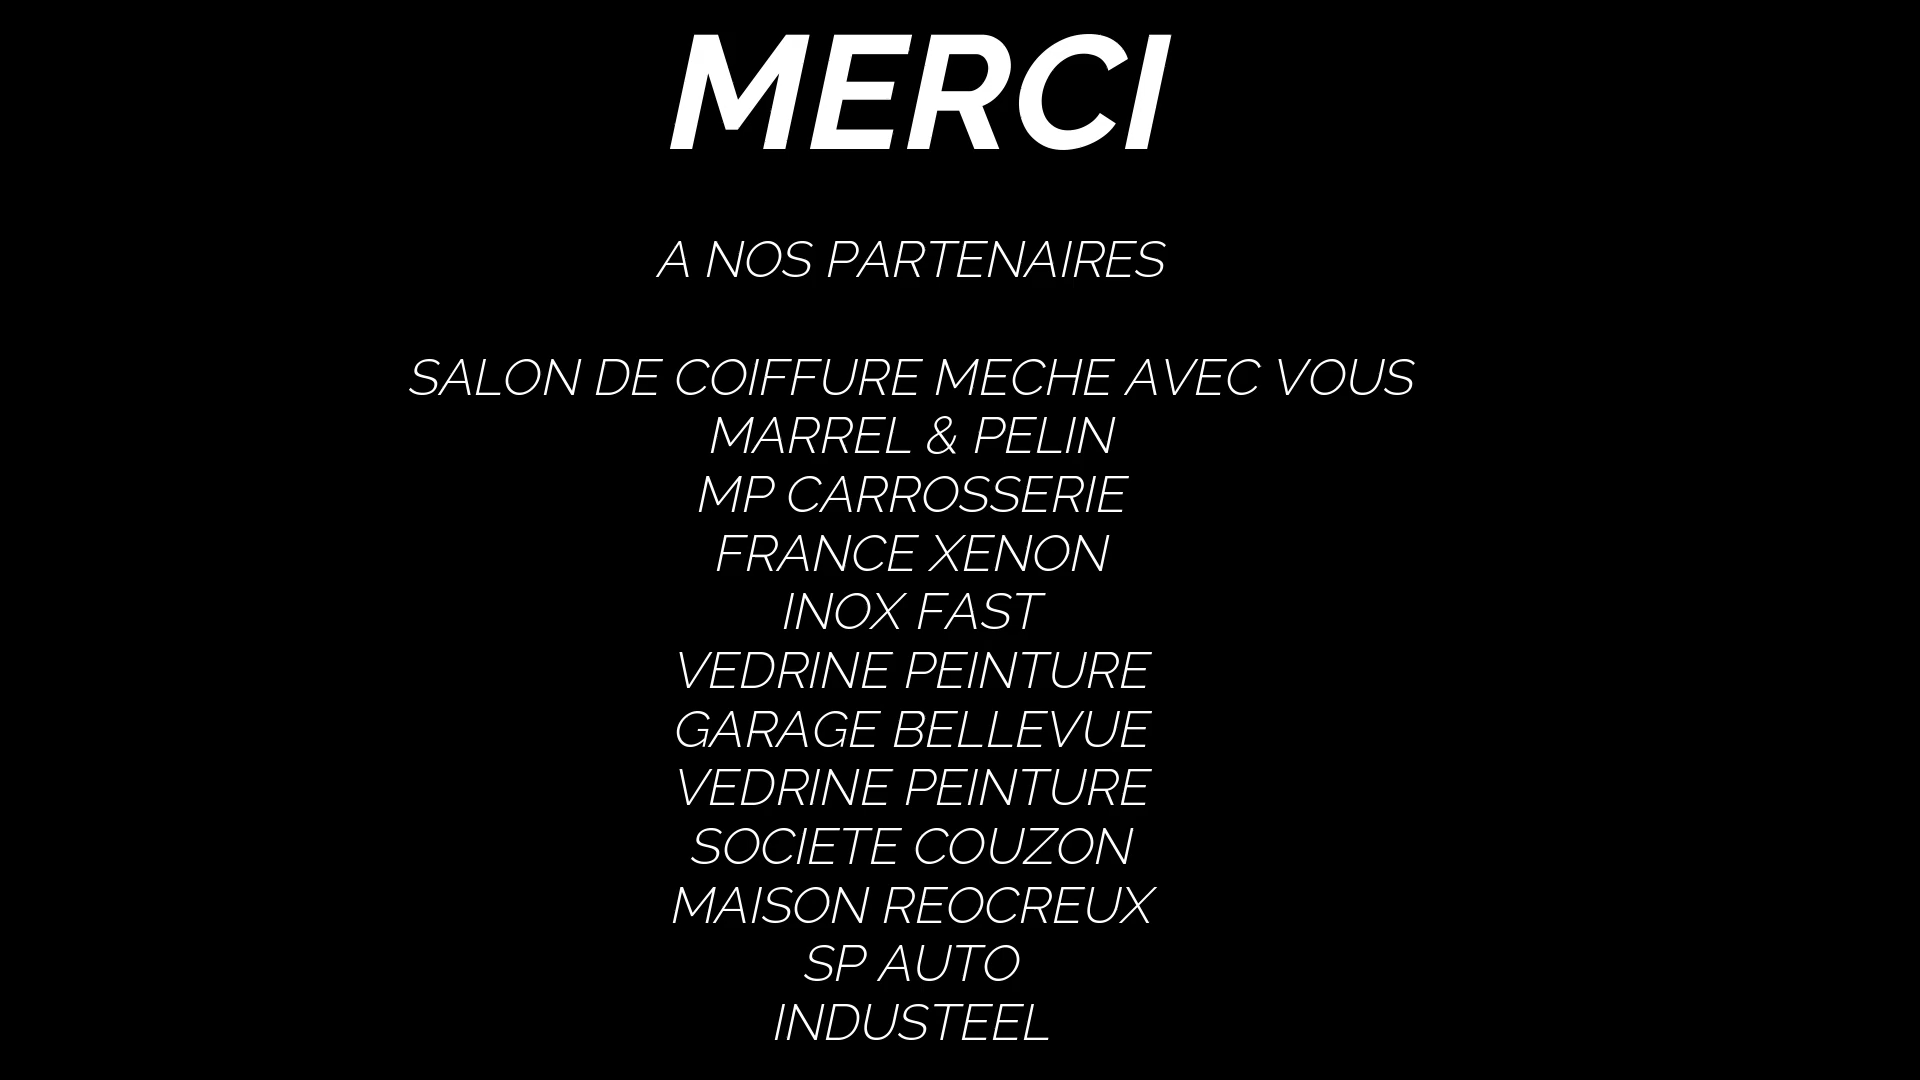 MERCI
A NOS PARTENAIRES
SALON DE COIFFURE MECHE AVEC VOUS
MARREL & PELIN
MP CARROSSERIE
FRANCE XENON
INOX FAST
VEDRINE PEINTURE
GARAGE BELLEVUE
VEDRINE PEINTURE
SOCIETE COUZON
MAISON REOCREUX
SP AUTO
INDUSTEEL